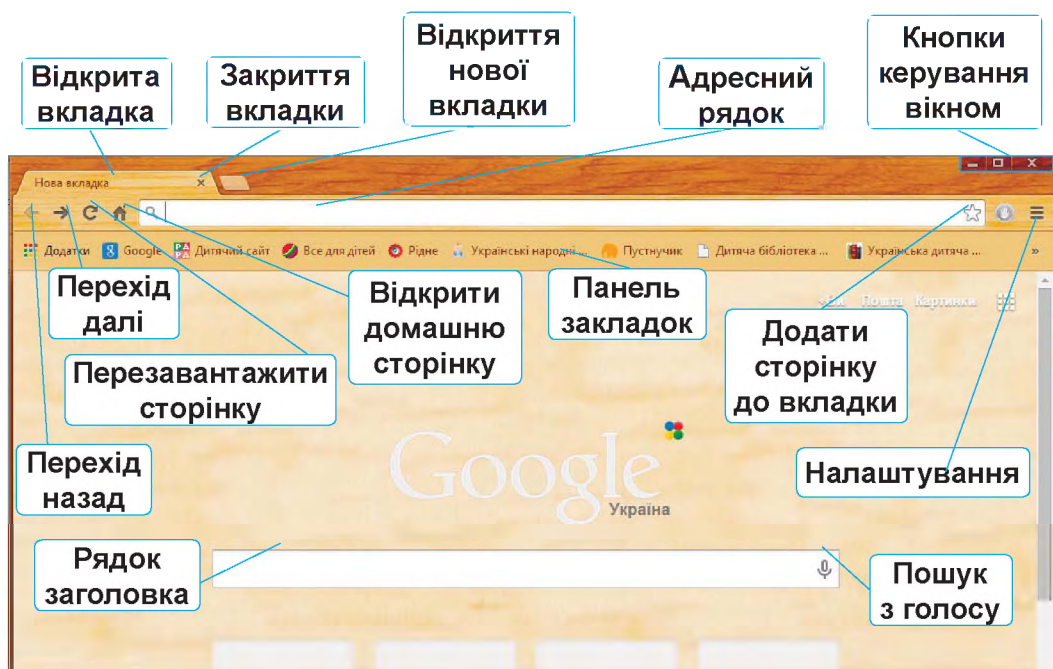 Відкрита
вкладка
Закриття
вкладки
Відкриття
нової
вкладки
Адресний
рядок
Кнопки
керування
вікном
Нова вкладка
Додатки Google Дитячий сайт Все для дітей Рідне Українські народні... Пустнучик Дитяча бібліотека ... Українська дитяча ... »
Пошта Картинки
Перехід
далі
Відкрити
домашню
сторінку
Панель
закладок
Додати
сторінку
до вкладки
Перезавантажити
сторінку
Перехід
назад
Google
Україна
Налаштування
Рядок
заголовка
Пошук
з голосу